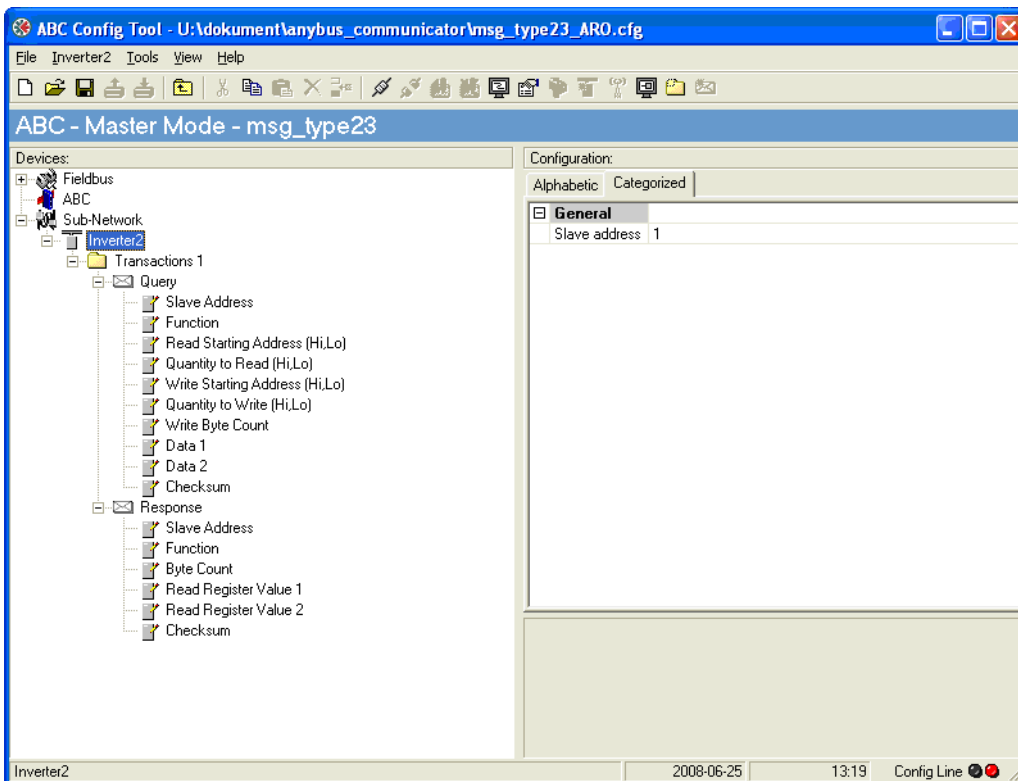 ABC Config Tool - U:\dokument\anybus_communicator\msg_type23_ARO.cfg
File Inverter2 Tools View Help
ABC - Master Mode - msg_type23
Devices:
Fieldbus
ABC
Sub-Network
Inverter2
Transactions 1
Query
Slave Address
Function
Read Starting Address (Hi,Lo)
Quantity to Read (Hi,Lo)
Write Starting Address (Hi,Lo)
Quantity to Write (Hi,Lo)
Write Byte Count
Data 1
Data 2
Checksum
Response
Slave Address
Function
Byte Count
Read Register Value 1
Read Register Value 2
Checksum
Configuration:
Alphabetic Categorized
General
Slave address 1
Inverter2 2008-06-25 13:19 Config Line